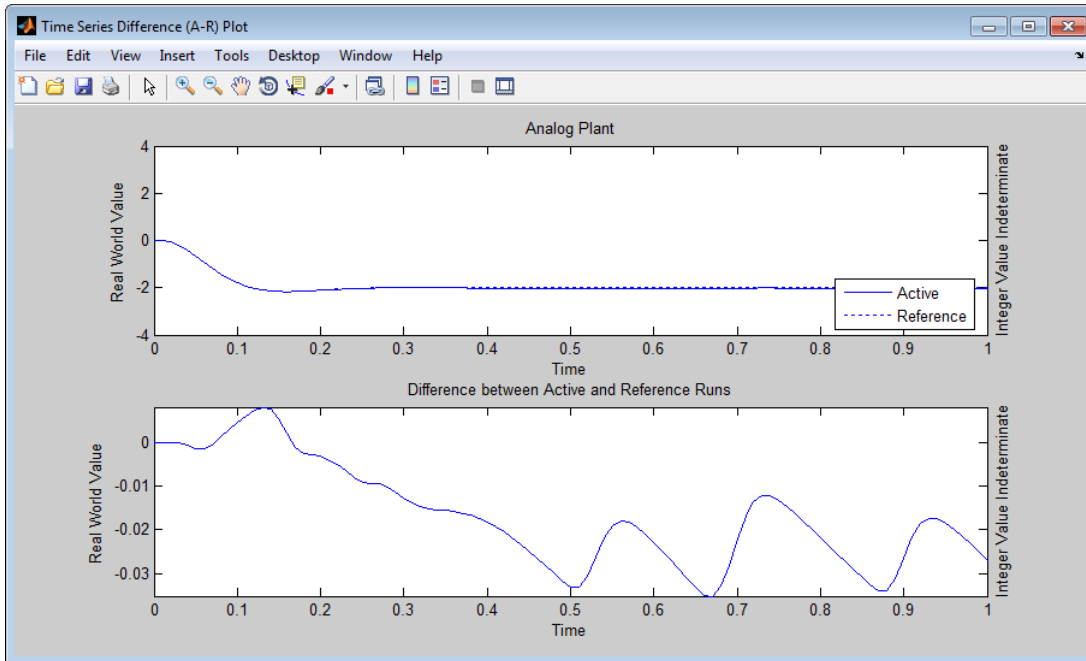 Time Series Difference (A-R) Plot
File Edit View Insert Tools Desktop Window Help
Analog Plant
4
2
0
-2
-4
Real World Value
Integer Value Indeterminate
Active
Reference
0 0.1 0.2 0.3 0.4 0.5 0.6 0.7 0.8 0.9 1
Time
Difference between Active and Reference Runs
0
-0.01
-0.02
-0.03
Real World Value
Integer Value Indeterminate
0 0.1 0.2 0.3 0.4 0.5 0.6 0.7 0.8 0.9 1
Time